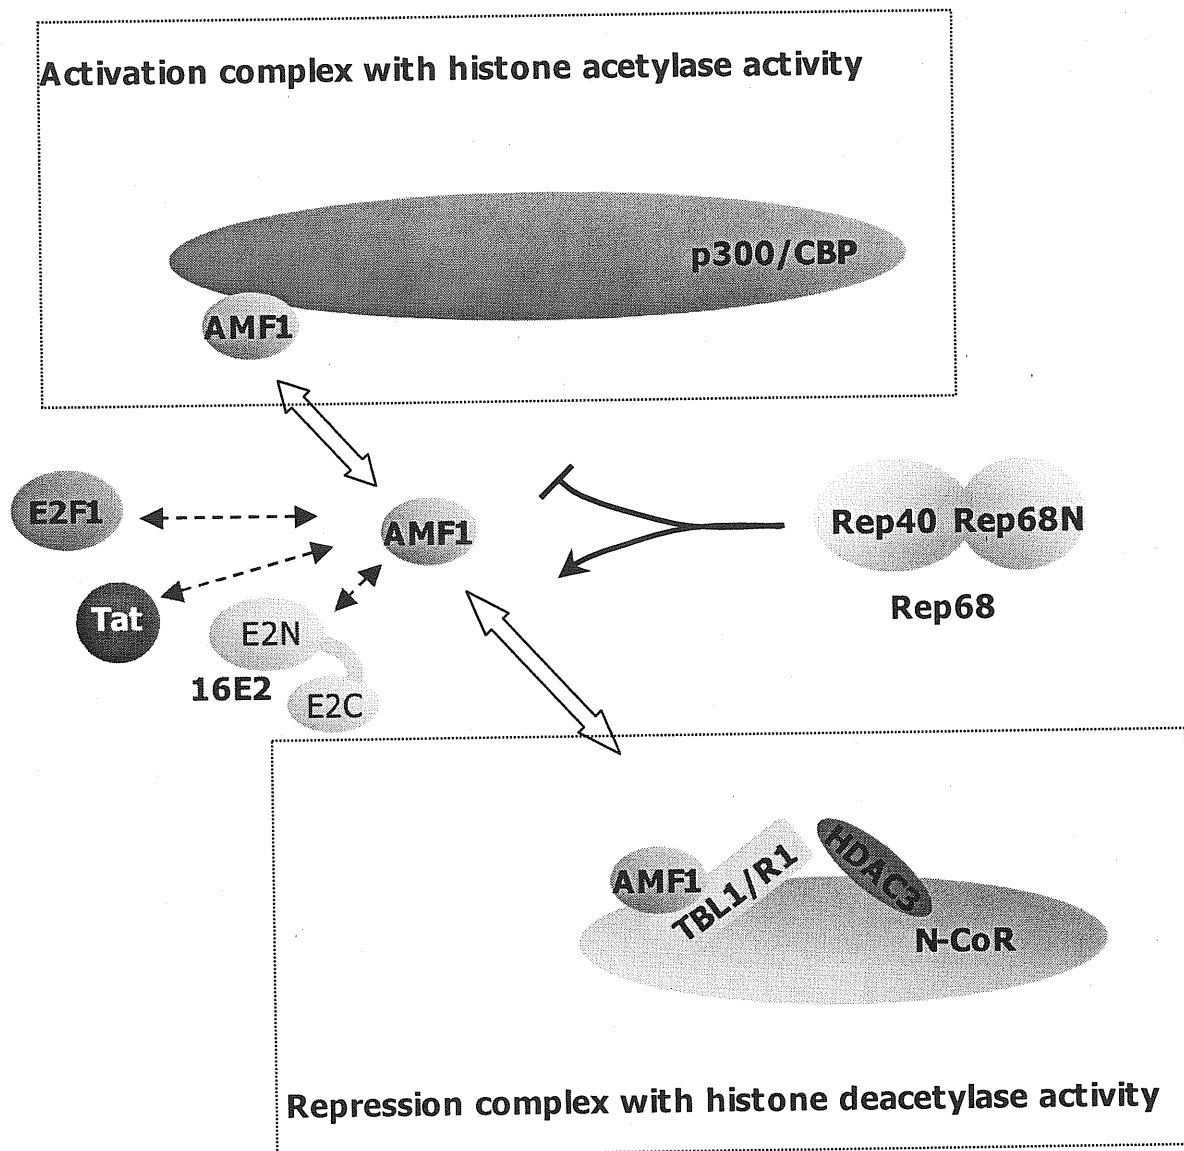 Activation complex with histone acetylase activity
p300/CBP
AMF1
E2F1
AMF1
Rep40 Rep68N
Rep68
Tat
E2N
16E2
E2C
AMF1
TBL1/R1
HDAC3
N-CoR
Repression complex with histone deacetylase activity